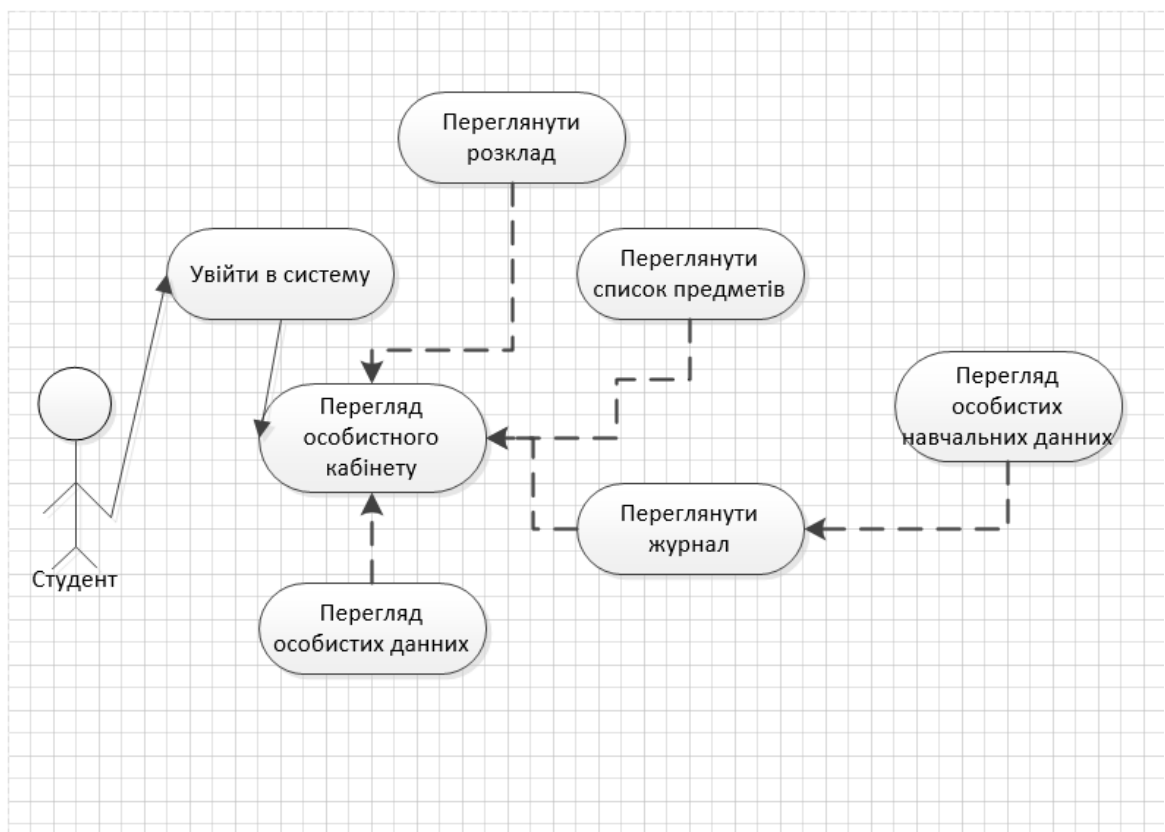 Переглянути
розклад
Увійти в систему
Переглянути
список предметів
Перегляд
особистих
навчальних данних
Перегляд
особистного
кабінету
Переглянути
журнал
Студент
Перегляд
особистих данних